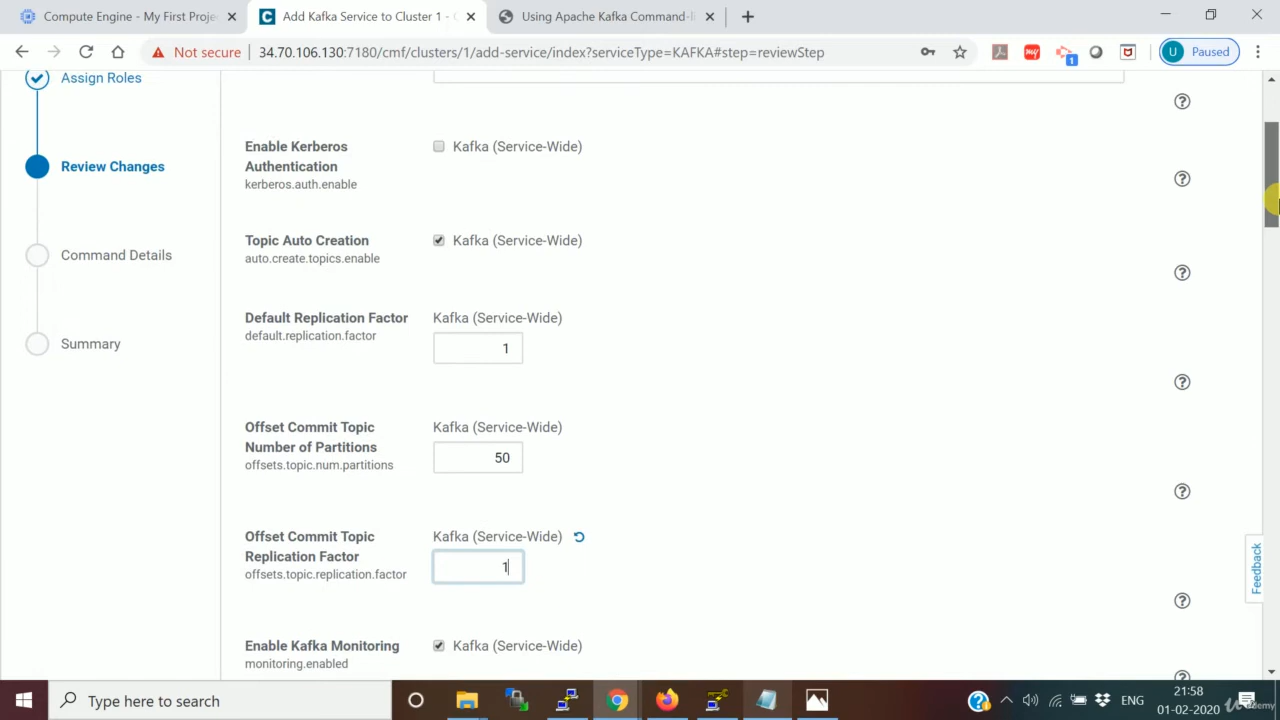 Compute Engine - My First Proje
Add Kafka Service to Cluster 1 -
Using Apache Kafka Command-li
Not secure
34.70.106.130:7180/cmf/clusters/1/add-service/index?serviceType=KAFKA#step=reviewStep
my
1
U
Paused
Assign Roles
Review Changes
Command Details
Summary
Enable Kerberos
Authentication
kerberos.auth.enable
Kafka (Service-Wide)
Topic Auto Creation
auto.create.topics.enable
Kafka (Service-Wide)
Default Replication Factor
default.replication.factor
Kafka (Service-Wide)
1
Offset Commit Topic
Number of Partitions
offsets.topic.num.partitions
Kafka (Service-Wide)
50
Offset Commit Topic
Replication Factor
offsets.topic.replication.factor
Kafka (Service-Wide)
1
Enable Kafka Monitoring
monitoring.enabled
Kafka (Service-Wide)
Feedback
Type here to search
ENG
21:58
01-02-2020
Udemy